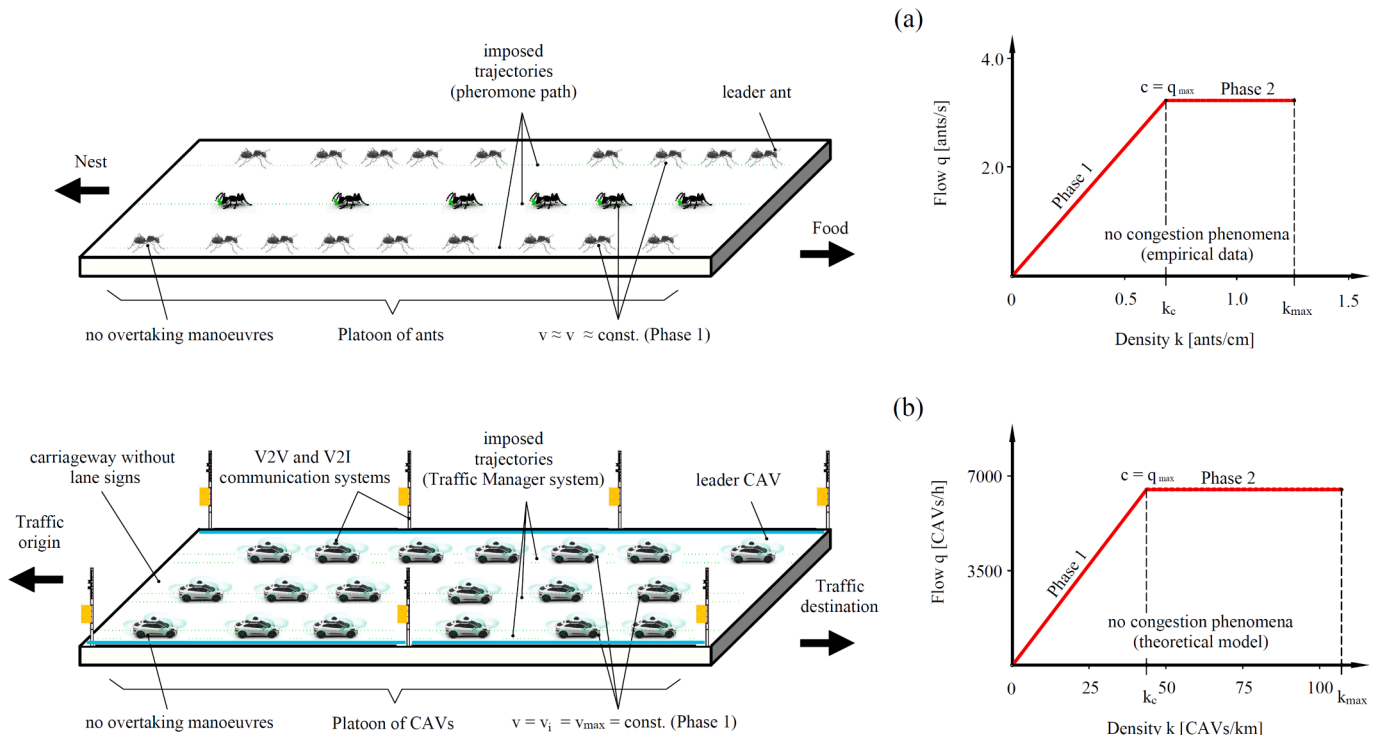 (a)
imposed
trajectories
(pheromone path)
leader ant
Nest
Food
no overtaking manoeuvres
Platoon of ants
v ≈ v ≈ const. (Phase 1)
Flow q [ants/s]
4.0
2.0
c = q max
Phase 2
Phase 1
no congestion phenomena
(empirical data)
0
0.5
kc
1.0
kmax
1.5
Density k [ants/cm]
(b)
carriageway without
lane signs
V2V and V2I
communication systems
imposed
trajectories
(Traffic Manager system)
leader CAV
Traffic
origin
Traffic
destination
no overtaking manoeuvres
Platoon of CAVs
v = vi = vmax = const. (Phase 1)
Flow q [CAVs/h]
7000
3500
c = q max
Phase 2
Phase 1
no congestion phenomena
(theoretical model)
0
25
kc
50
75
100
kmax
Density k [CAVs/km]